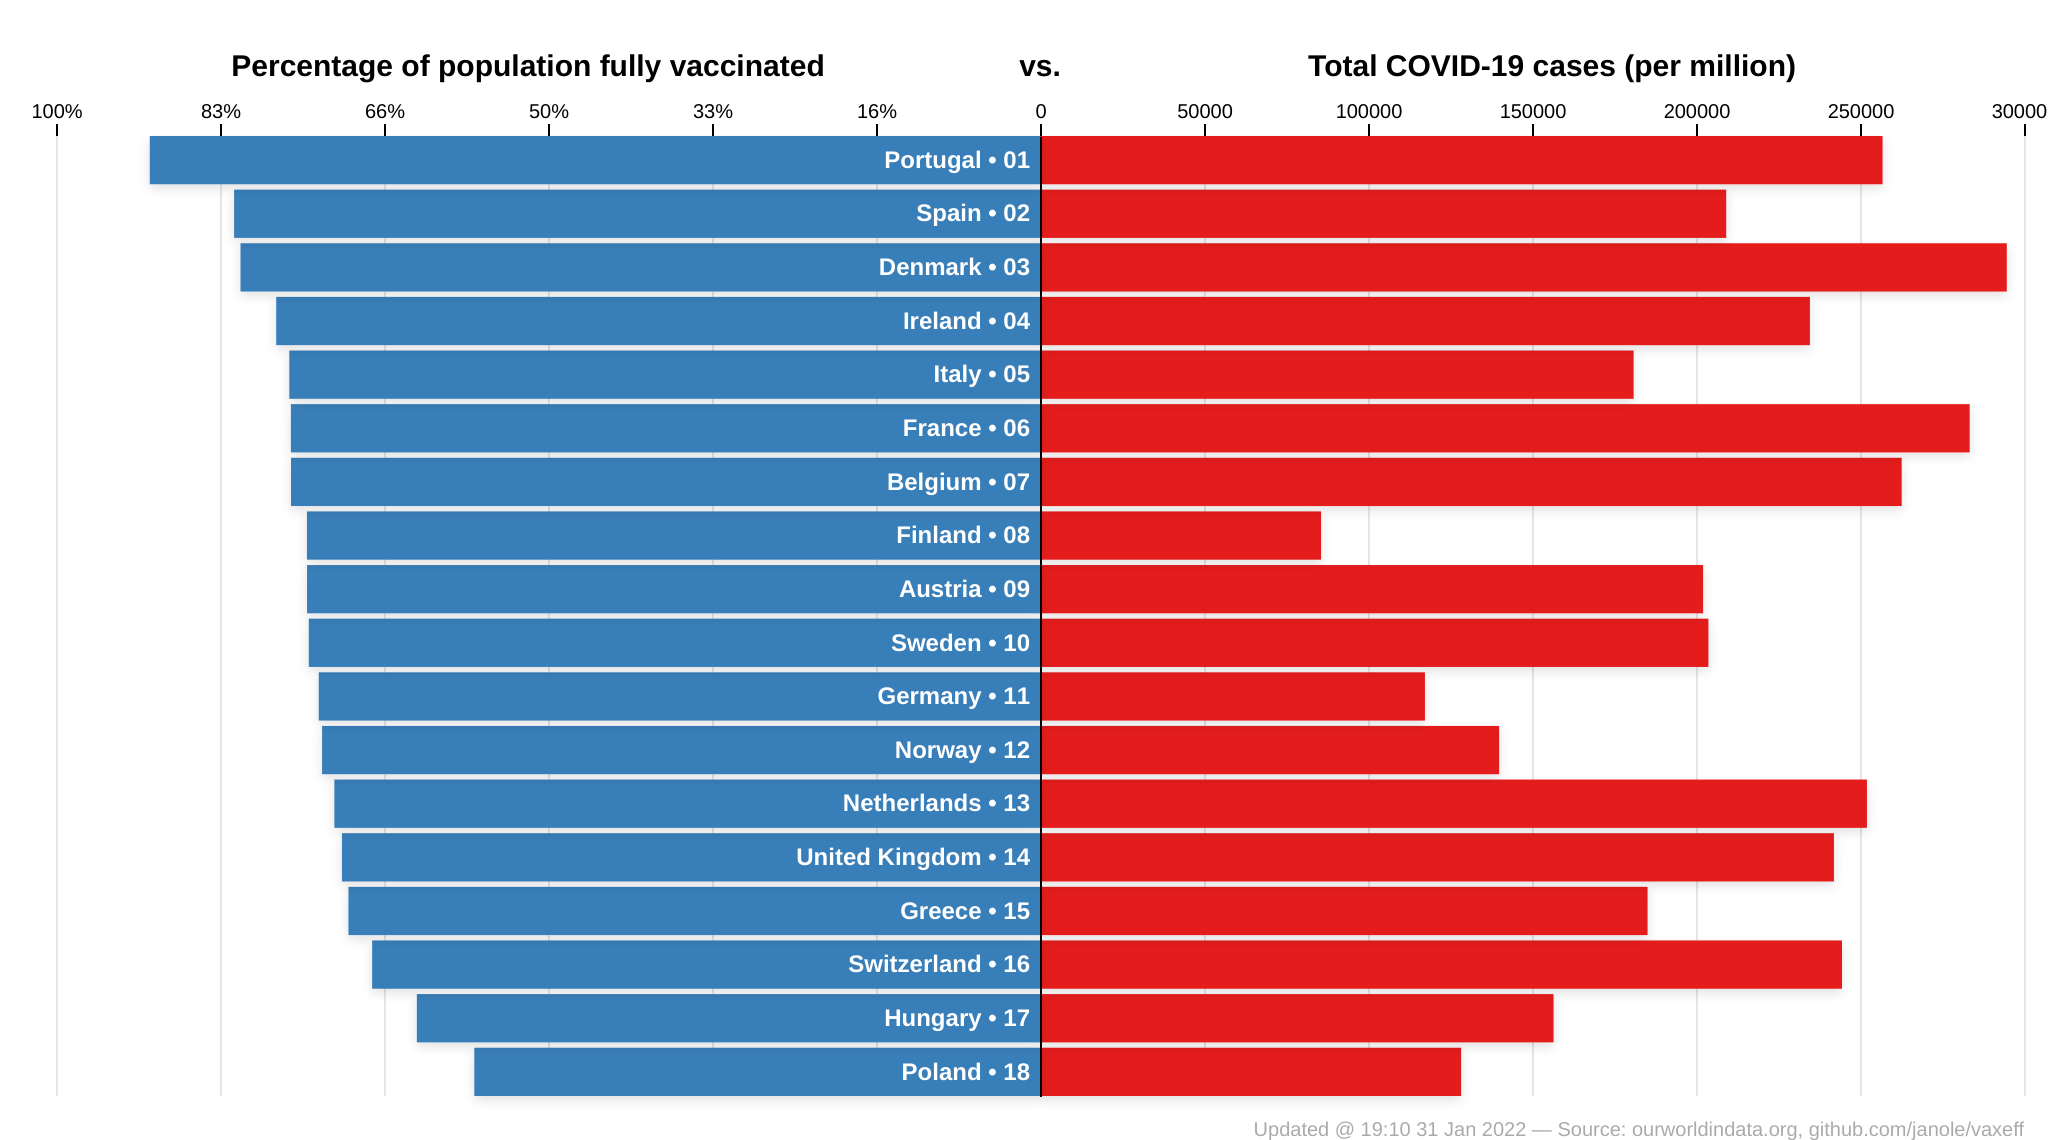 Percentage of population fully vaccinated vs. Total COVID-19 cases (per million)
100% 83% 66% 50% 33% 16% 0 50000 100000 150000 200000 250000 30000
Portugal • 01
Spain • 02
Denmark • 03
Ireland • 04
Italy • 05
France • 06
Belgium • 07
Finland • 08
Austria • 09
Sweden • 10
Germany • 11
Norway • 12
Netherlands • 13
United Kingdom • 14
Greece • 15
Switzerland • 16
Hungary • 17
Poland • 18
Updated @ 19:10 31 Jan 2022 — Source: ourworldindata.org, github.com/janole/vaxeff